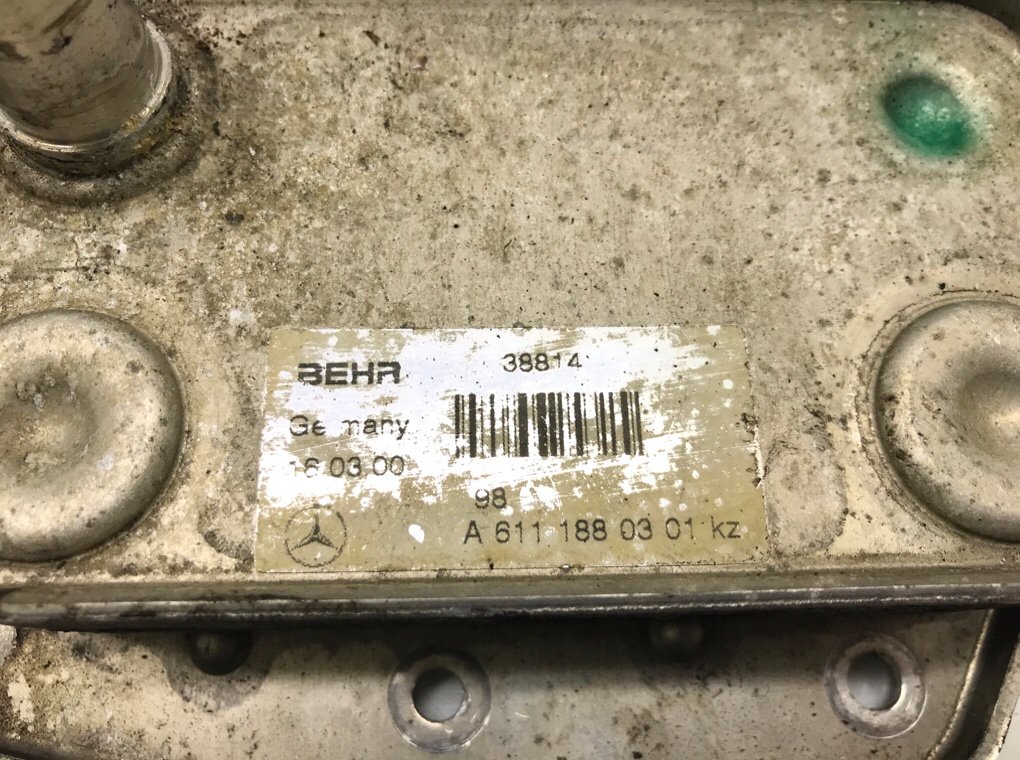 BEHR 38814
Germany
16.03.00
98
A 611 188 03 01 kz